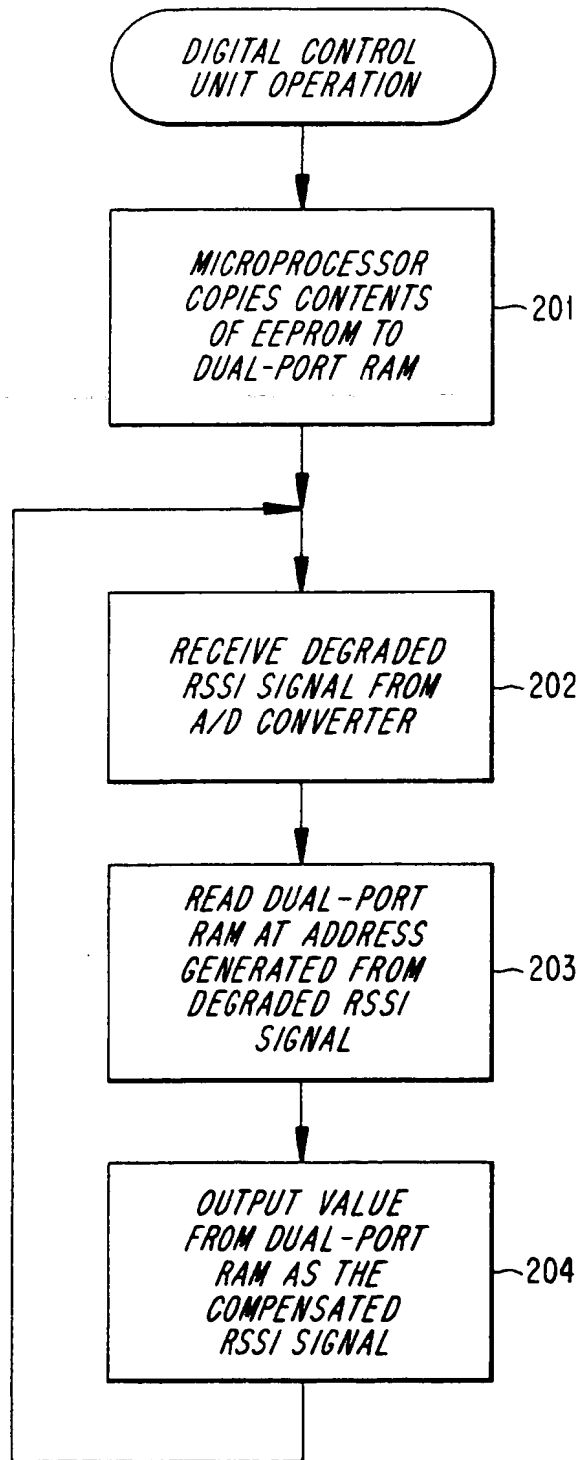 DIGITAL CONTROL
UNIT OPERATION
MICROPROCESSOR
COPIES CONTENTS
OF EEPROM TO
DUAL-PORT RAM
201
RECEIVE DEGRADED
RSSI SIGNAL FROM
A/D CONVERTER
202
READ DUAL-PORT
RAM AT ADDRESS
GENERATED FROM
DEGRADED RSSI
SIGNAL
203
OUTPUT VALUE
FROM DUAL-PORT
RAM AS THE
COMPENSATED
RSSI SIGNAL
204